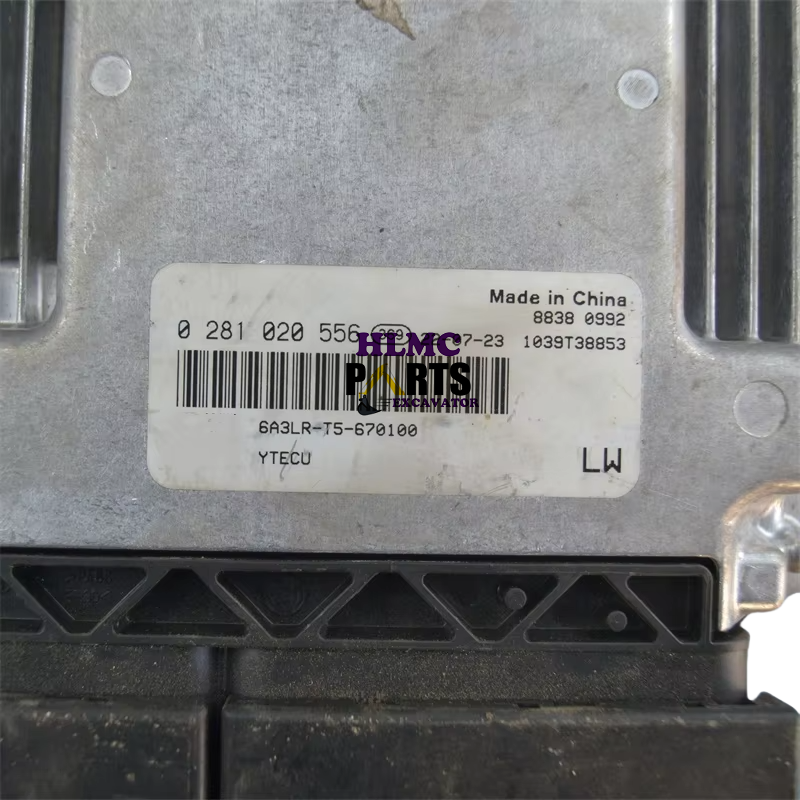 Made in China
8838 0992
0 281 020 556
7-23 1039T38853
HLMC
PARTS
EXCAVATOR
6A3LR-T5-670100
YTECU
LW